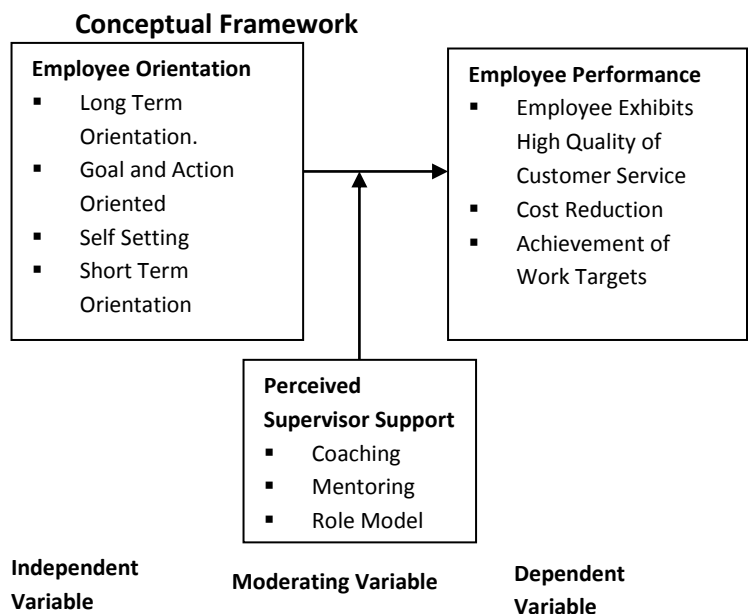 Conceptual Framework
Employee Orientation
▪ Long Term
Orientation.
▪ Goal and Action
Oriented
▪ Self Setting
▪ Short Term
Orientation
Employee Performance
▪ Employee Exhibits
High Quality of
Customer Service
▪ Cost Reduction
▪ Achievement of
Work Targets
Perceived
Supervisor Support
▪ Coaching
▪ Mentoring
▪ Role Model
Independent
Variable
Moderating Variable
Dependent
Variable